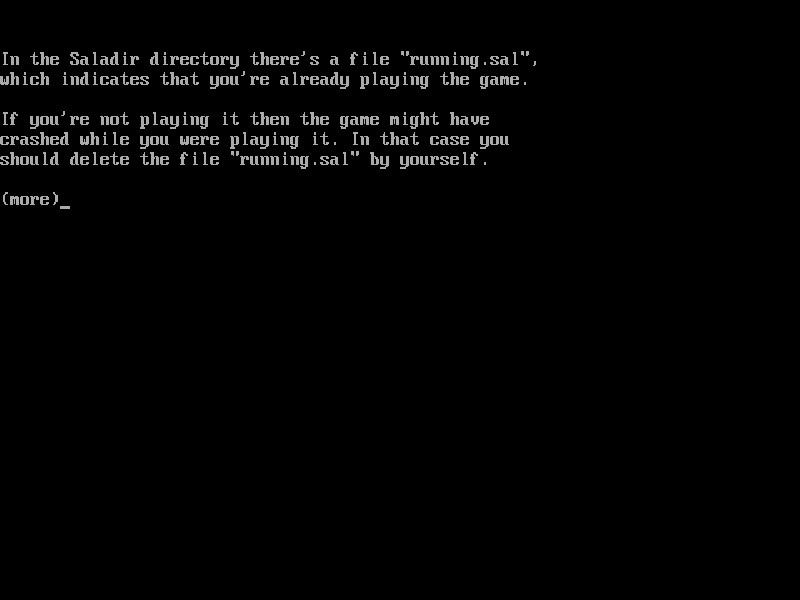 In the Saladir directory there's a file "running.sal",
which indicates that you're already playing the game.
If you're not playing it then the game might have
crashed while you were playing it. In that case you
should delete the file "running.sal" by yourself.
(more)_